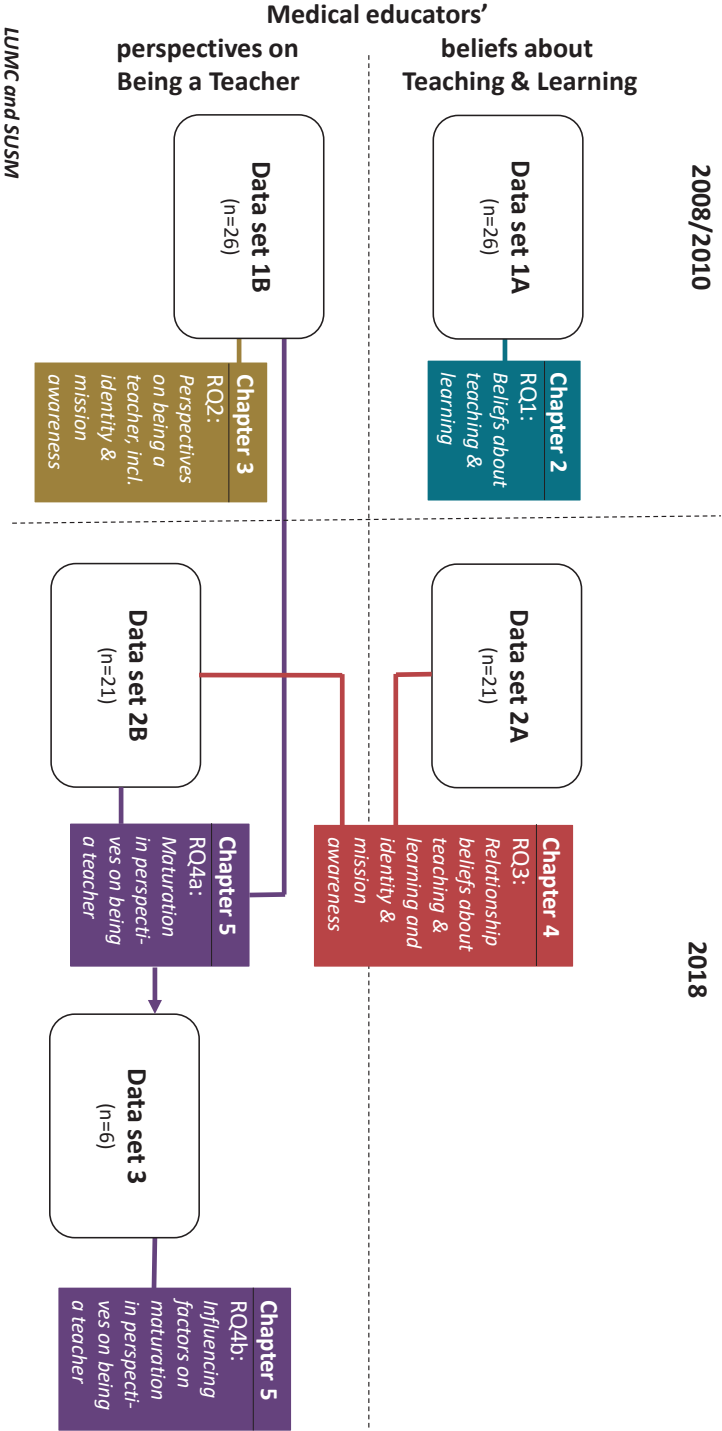 Medical educators’
beliefs about
Teaching & Learning
perspectives on
Being a Teacher
2008/2010
2018
Data set 1A
(n=26)
Chapter 2
RQ1:
Beliefs about
teaching &
learning
Data set 2A
(n=21)
Chapter 4
RQ3:
Relationship
beliefs about
teaching &
learning and
identity &
mission
awareness
Data set 1B
(n=26)
Chapter 3
RQ2:
Perspectives
on being a
teacher, incl.
identity &
mission
awareness
Data set 2B
(n=21)
Chapter 5
RQ4a:
Maturation
in perspecti-
ves on being
a teacher
Data set 3
(n=6)
Chapter 5
RQ4b:
Influencing
factors on
maturation
in perspecti-
ves on being
a teacher
LUMC and SUSM